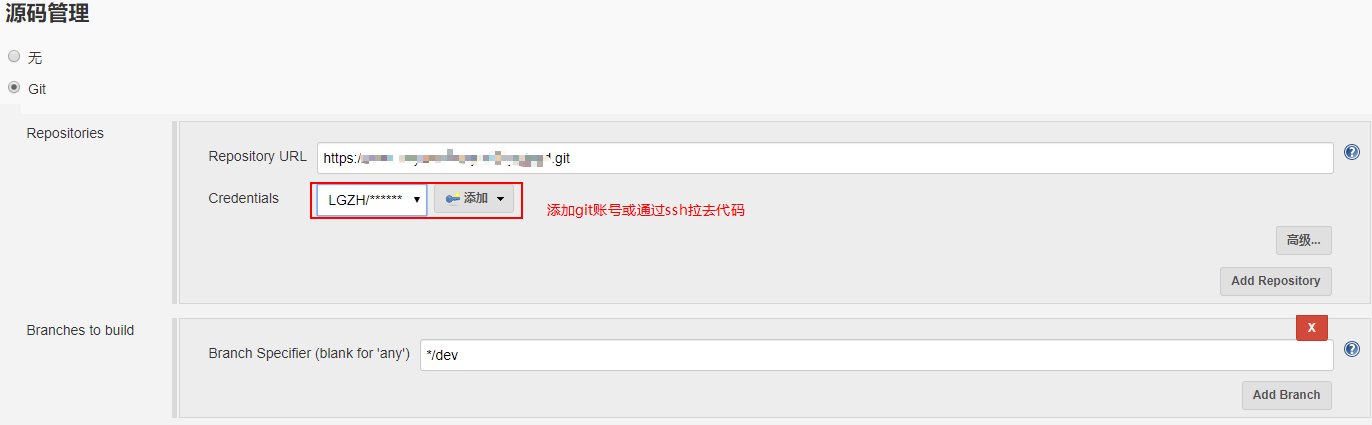 源码管理
无
Git
Repositories
Repository URL https:/ .git
Credentials LGZH/****** 添加
添加git账号或通过ssh拉去代码
高级...
Add Repository
Branches to build
X
Branch Specifier (blank for 'any') */dev
Add Branch